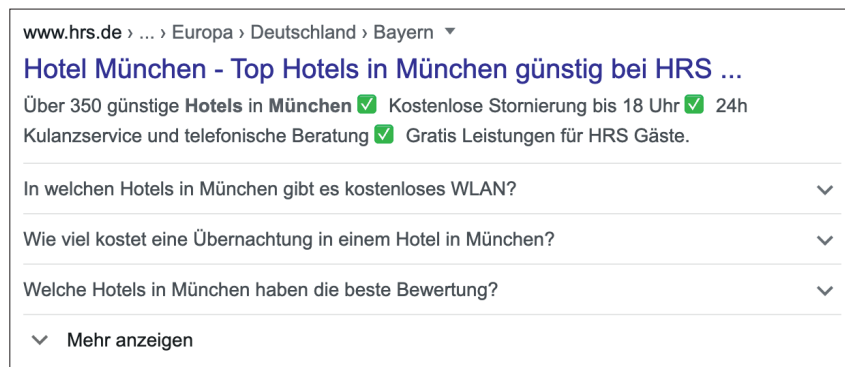 www.hrs.de › ... › Europa › Deutschland › Bayern
Hotel München - Top Hotels in München günstig bei HRS ...
Über 350 günstige Hotels in München ✅ Kostenlose Stornierung bis 18 Uhr ✅ 24h
Kulanzservice und telefonische Beratung ✅ Gratis Leistungen für HRS Gäste.
In welchen Hotels in München gibt es kostenloses WLAN?
Wie viel kostet eine Übernachtung in einem Hotel in München?
Welche Hotels in München haben die beste Bewertung?
Mehr anzeigen